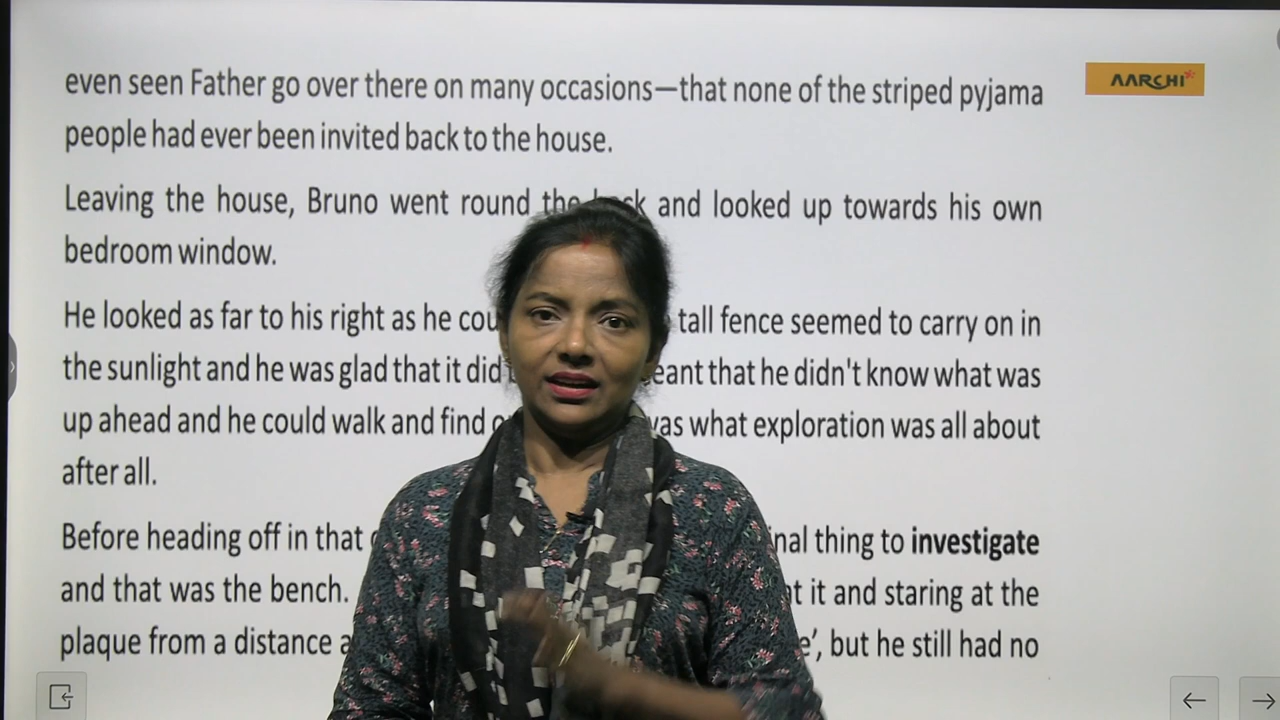 even seen Father go over there on many occasions—that none of the striped pyjama
AARCHI
people had ever been invited back to the house.
Leaving the house, Bruno went round the and looked up towards his own
bedroom window.
He looked as far to his right as he tall fence seemed to carry on in
the sunlight and he was glad that it that he didn't know what was
up ahead and he could walk and find what exploration was all about
after all.
Before heading off in that thing to investigate
and that was the bench. it and staring at the
plaque from a distance but he still had no